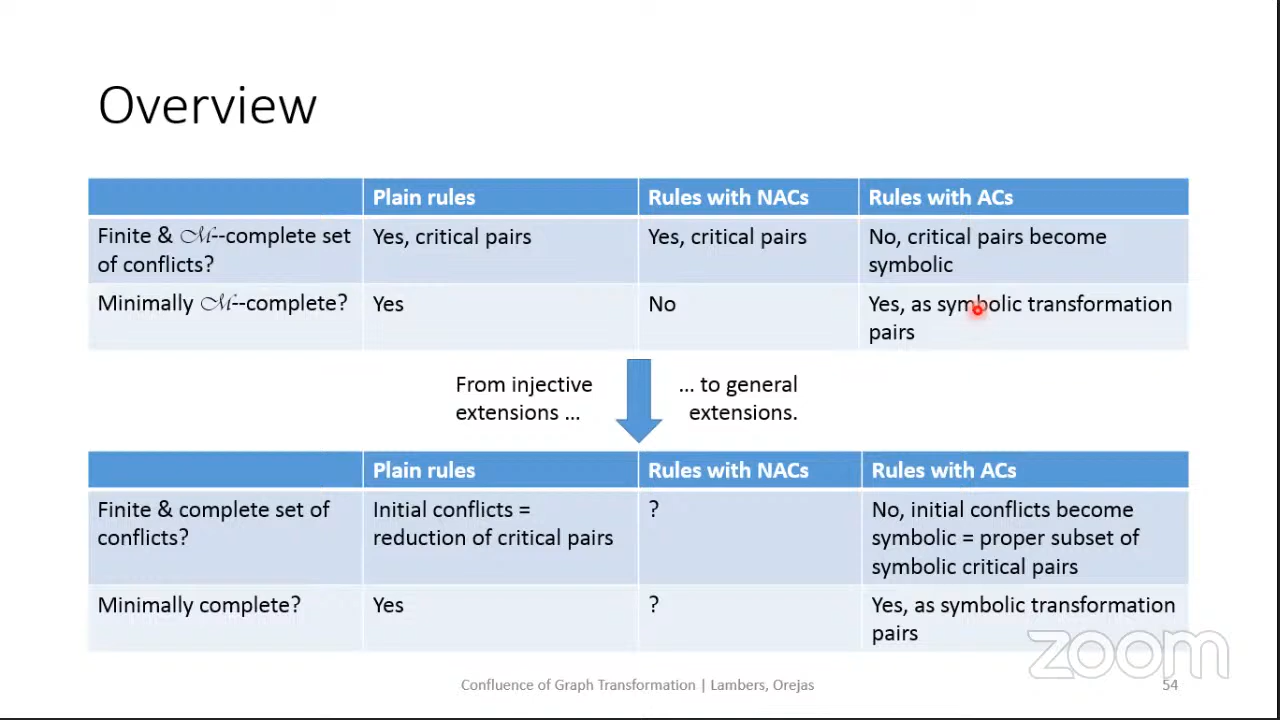 Overview
Plain rules
Rules with NACs
Rules with ACs
Finite & ℳ--complete set
of conflicts?
Yes, critical pairs
Yes, critical pairs
No, critical pairs become
symbolic
Minimally ℳ--complete?
Yes
No
Yes, as symbolic transformation
pairs
From injective
extensions ...
... to general
extensions.
Plain rules
Rules with NACs
Rules with ACs
Finite & complete set of
conflicts?
Initial conflicts =
reduction of critical pairs
?
No, initial conflicts become
symbolic = proper subset of
symbolic critical pairs
Minimally complete?
Yes
?
Yes, as symbolic transformation
pairs
zoom
Confluence of Graph Transformation | Lambers, Orejas
54